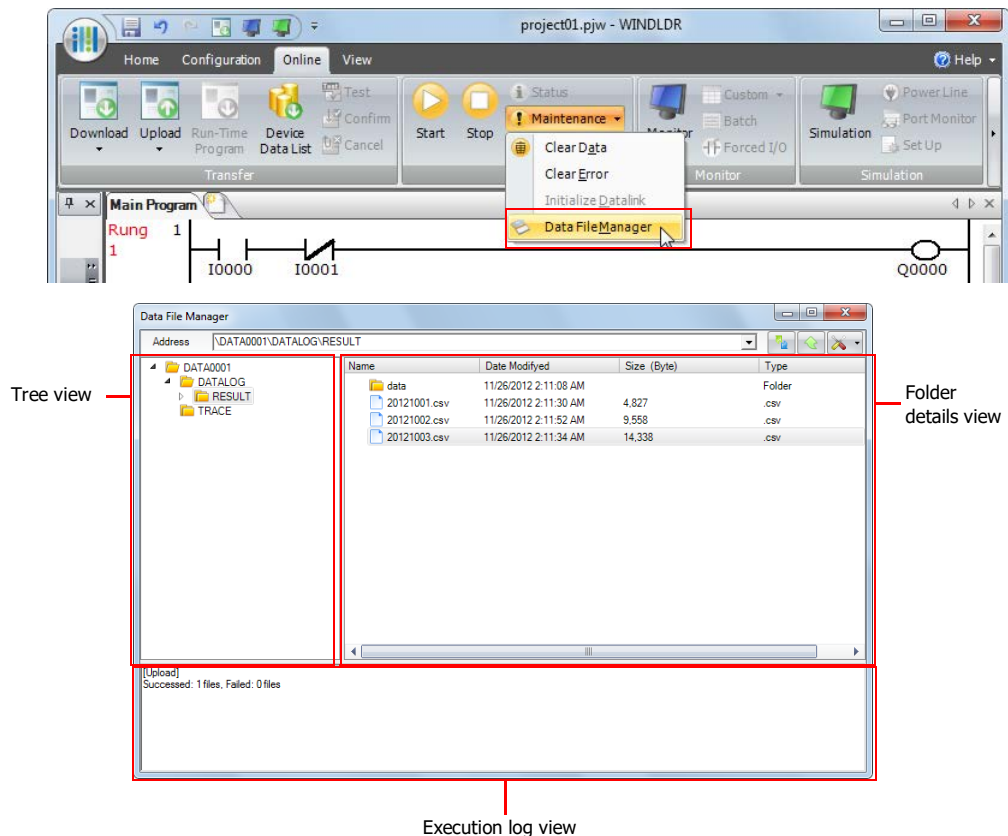 project01.pjw - WINDLDR
Home Configuration Online View Help
Download Upload Run-Time Program Device Data List Test Confirm Cancel
Transfer
Start Stop Status Maintenance
Clear Data
Clear Error
Initialize Datalink
Data File Manager
Monitor Custom Batch Forced I/O
Monitor
Simulation Power Line Port Monitor Set Up
Simulation
Main Program
Rung 1
1
I0000 I0001 Q0000
Data File Manager
Address \DATA0001\DATALOG\RESULT
Tree view
DATA0001
DATALOG
RESULT
TRACE
Name Date Modifyed Size (Byte) Type
data 11/26/2012 2:11:08 AM Folder
20121001.csv 11/26/2012 2:11:30 AM 4,827 .csv
20121002.csv 11/26/2012 2:11:52 AM 9,558 .csv
20121003.csv 11/26/2012 2:11:34 AM 14,338 .csv
Folder
details view
[Upload]
Successed: 1 files, Failed: 0 files
Execution log view